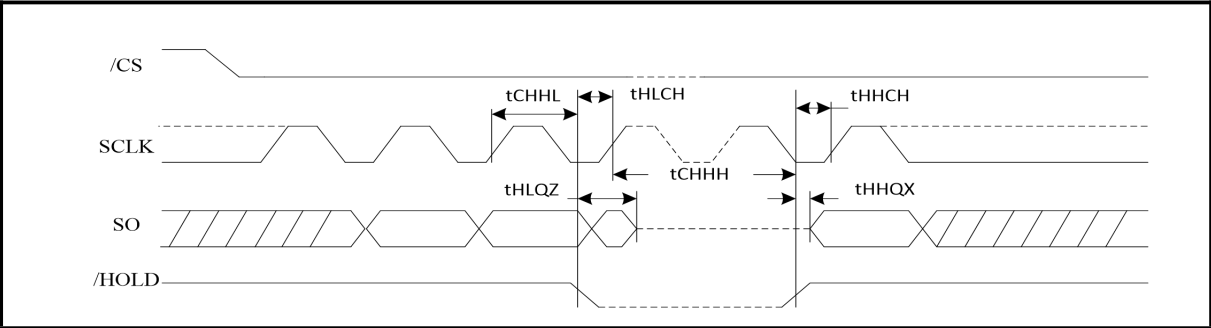 /CS
tCHHL
tHLCH
tHHCH
SCLK
tCHHH
tHLQZ
tHHQX
SO
/HOLD